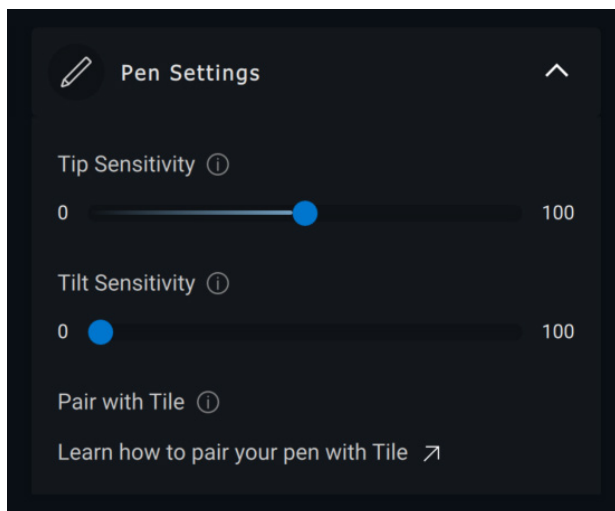 Pen Settings
Tip Sensitivity
0 100
Tilt Sensitivity
0 100
Pair with Tile
Learn how to pair your pen with Tile